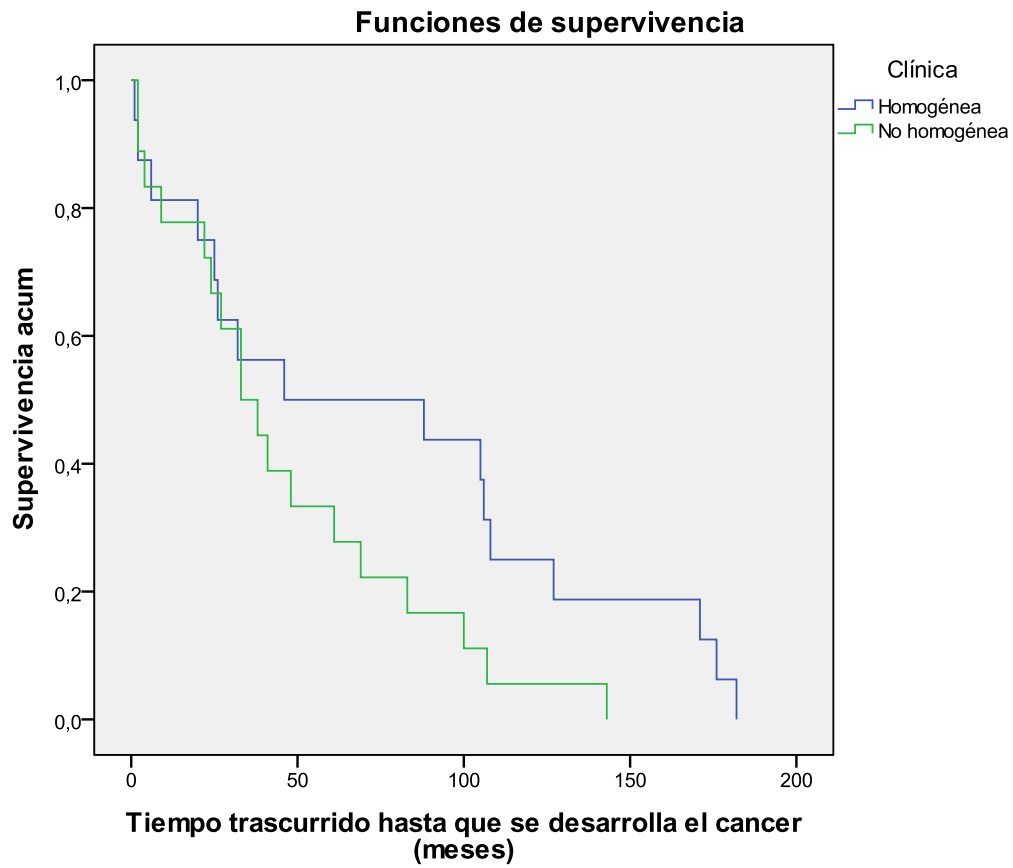 Funciones de supervivencia
Clínica
Homogénea
No homogénea
Supervivencia acum
1,0
0,8
0,6
0,4
0,2
0,0
0
50
100
150
200
Tiempo trascurrido hasta que se desarrolla el cancer
(meses)